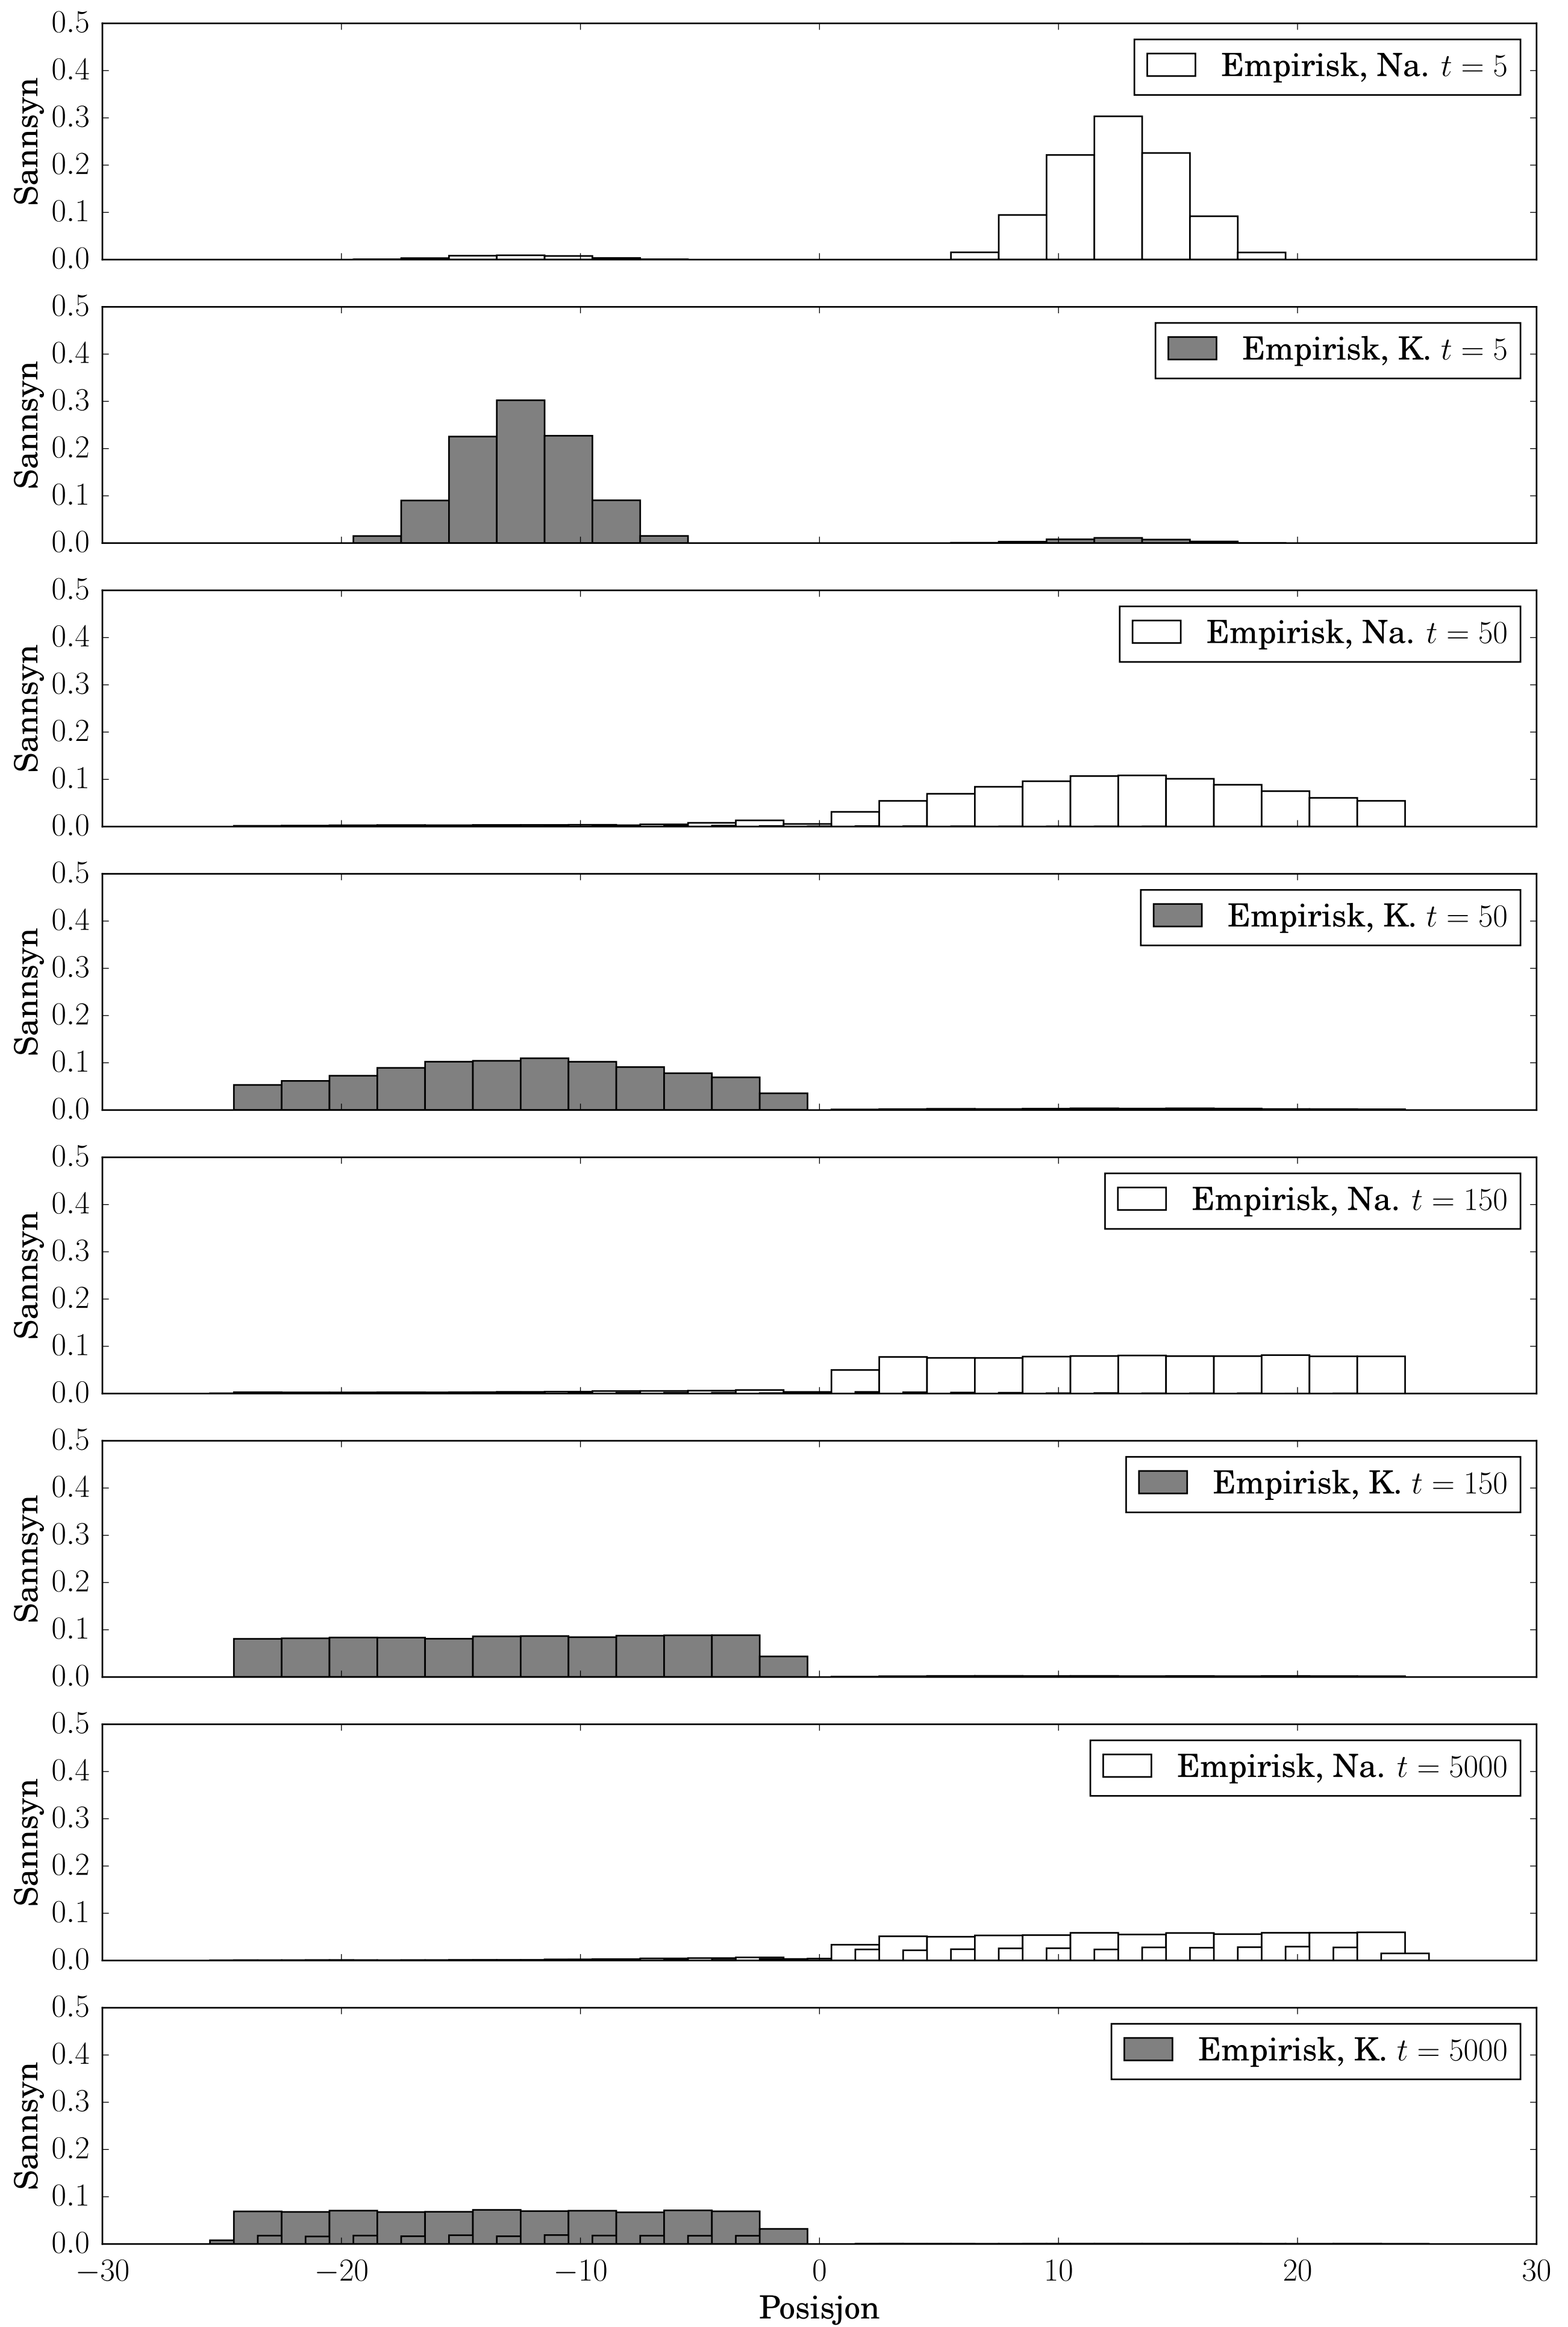 0.5
0.4
0.3
0.2
0.1
0.0
Sannsyn
Empirisk, Na. t = 5
0.5
0.4
0.3
0.2
0.1
0.0
Sannsyn
Empirisk, K. t = 5
0.5
0.4
0.3
0.2
0.1
0.0
Sannsyn
Empirisk, Na. t = 50
0.5
0.4
0.3
0.2
0.1
0.0
Sannsyn
Empirisk, K. t = 50
0.5
0.4
0.3
0.2
0.1
0.0
Sannsyn
Empirisk, Na. t = 150
0.5
0.4
0.3
0.2
0.1
0.0
Sannsyn
Empirisk, K. t = 150
0.5
0.4
0.3
0.2
0.1
0.0
Sannsyn
Empirisk, Na. t = 5000
0.5
0.4
0.3
0.2
0.1
0.0
Sannsyn
Empirisk, K. t = 5000
−30 −20 −10 0 10 20 30
Posisjon